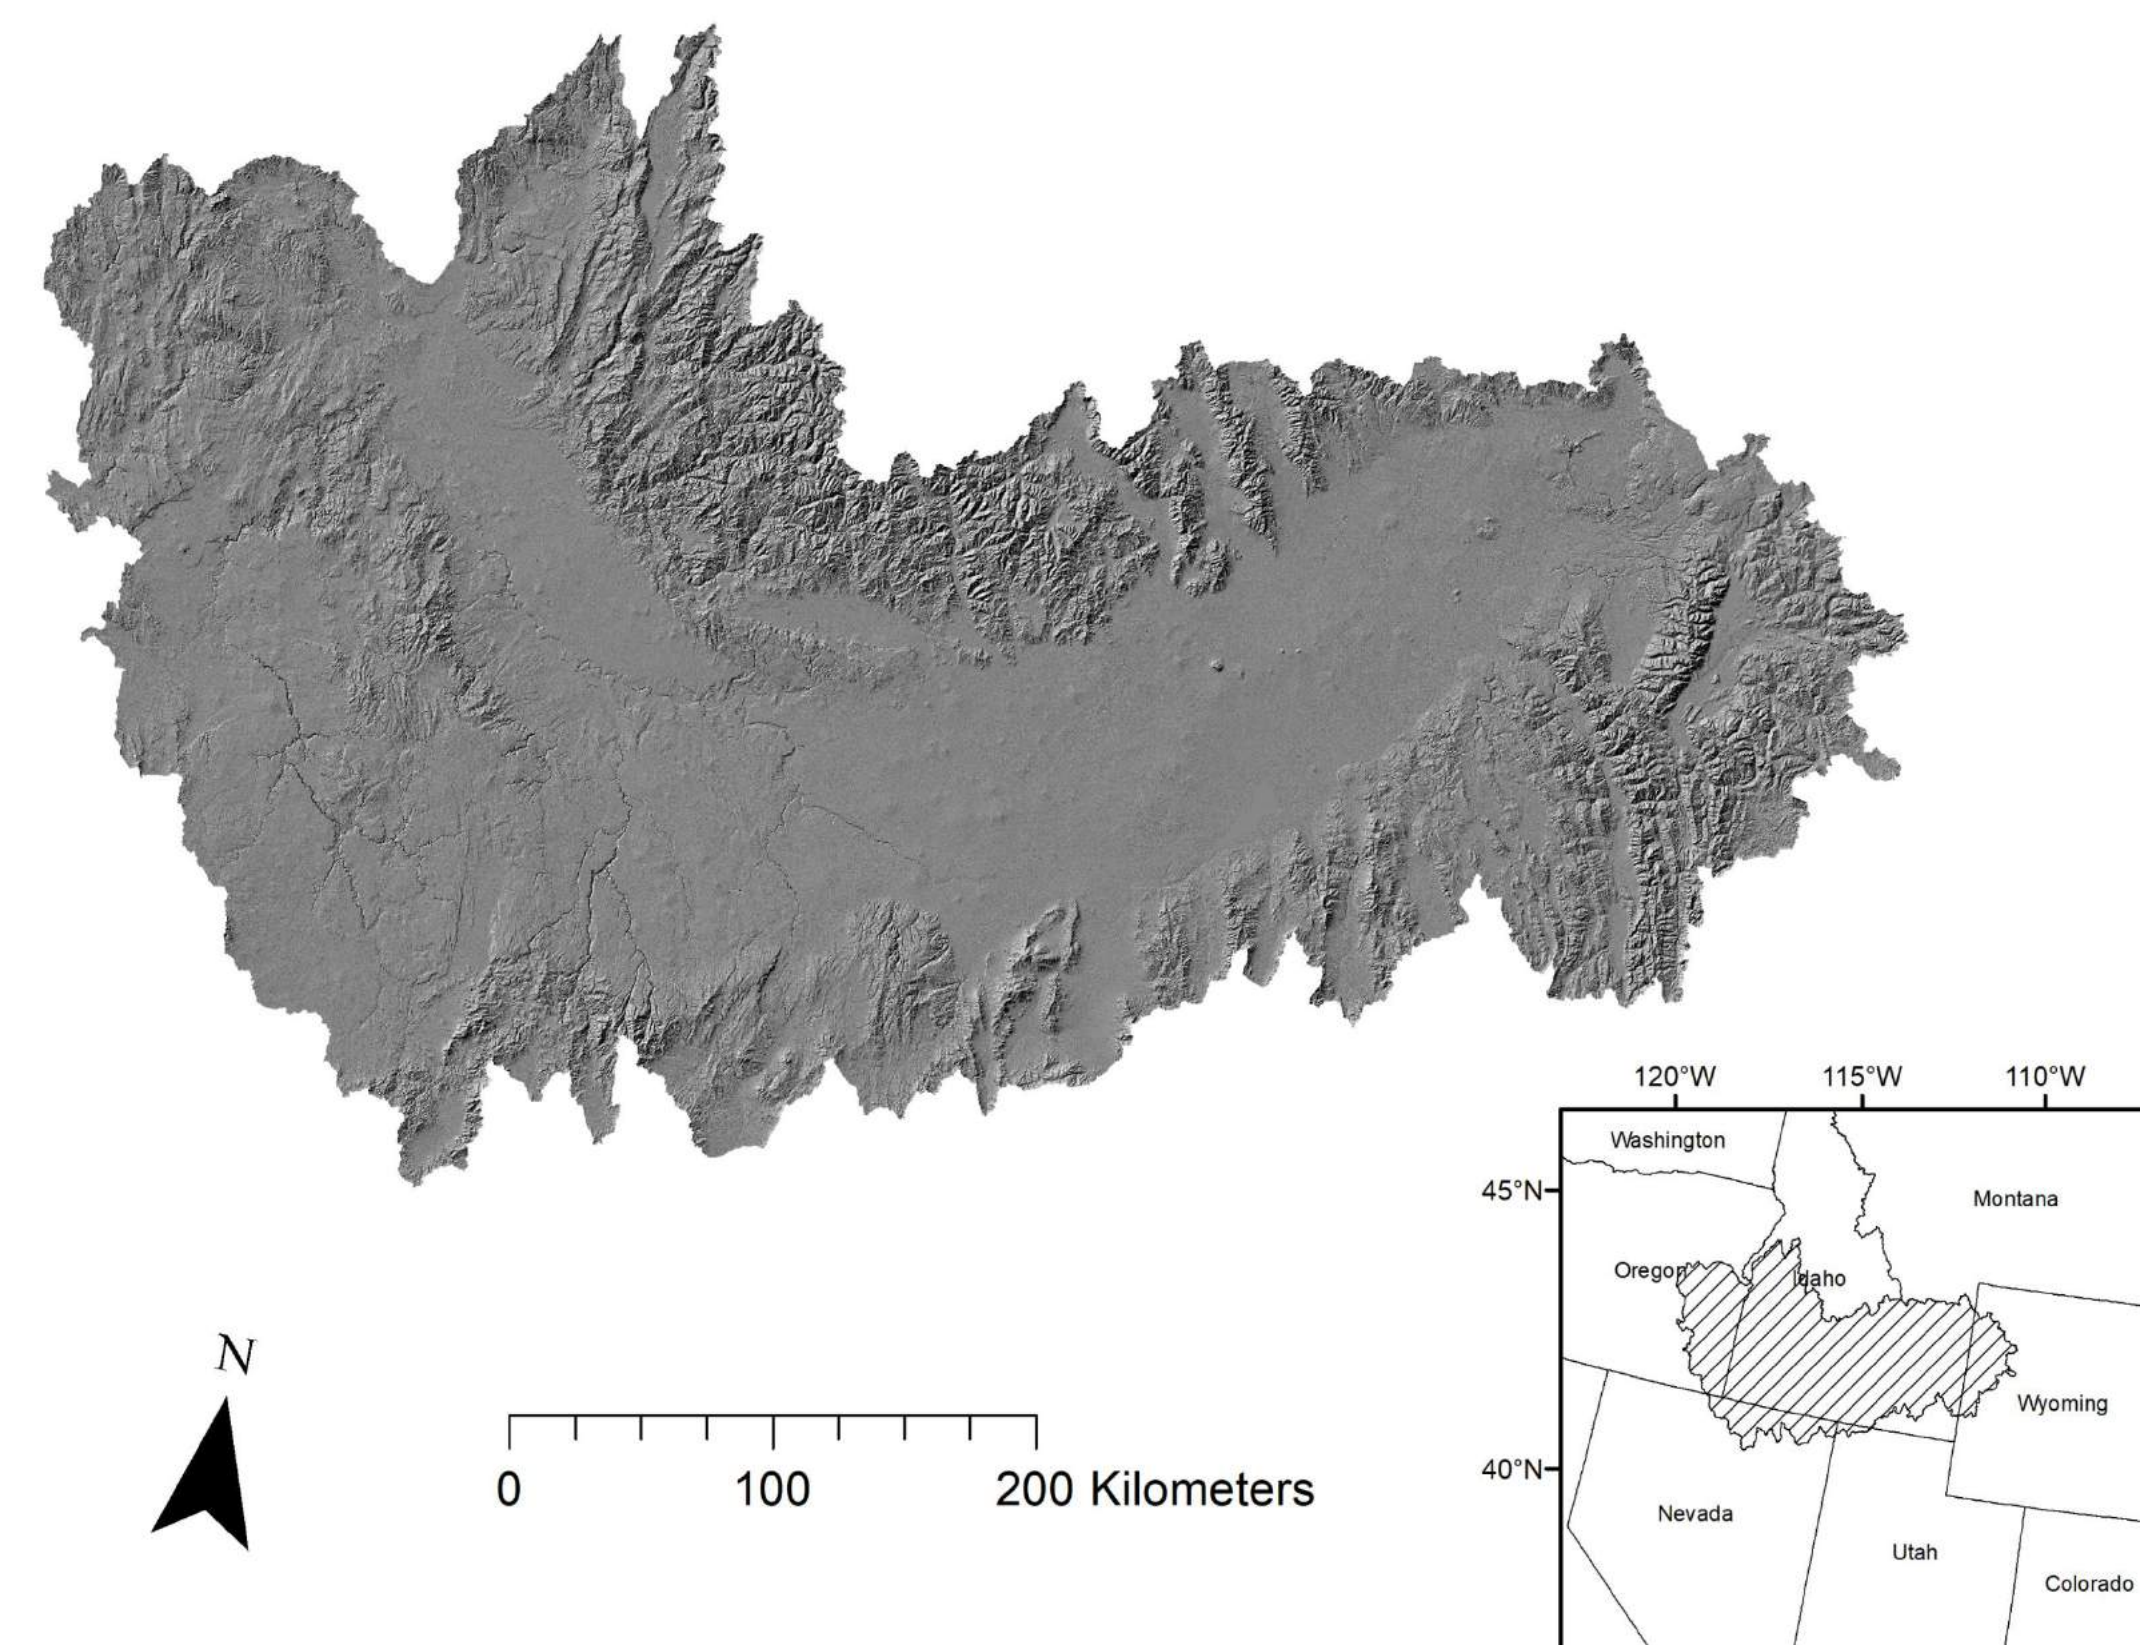 120°W 115°W 110°W
Washington
45°N
Montana
Oregon
Idaho
N
Wyoming
40°N
0 100 200 Kilometers
Nevada
Utah
Colorado